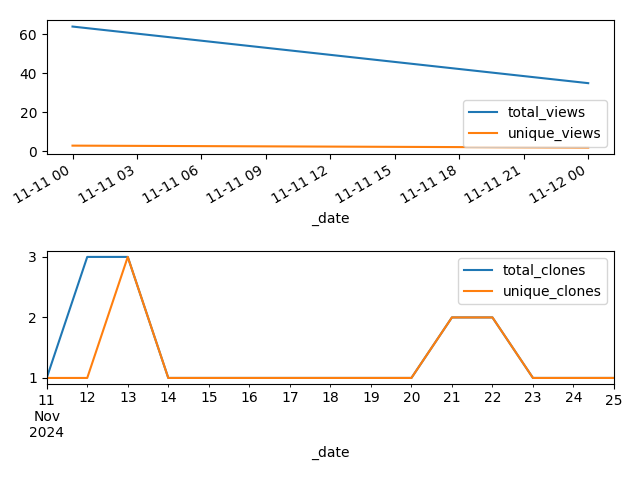 60
40
20
0
total_views
unique_views
11-11 00
11-11 03
11-11 06
11-11 09
11-11 12
11-11 15
11-11 18
11-11 21
11-12 00
_date
3
2
1
total_clones
unique_clones
11 12 13 14 15 16 17 18 19 20 21 22 23 24 25
Nov
2024
_date